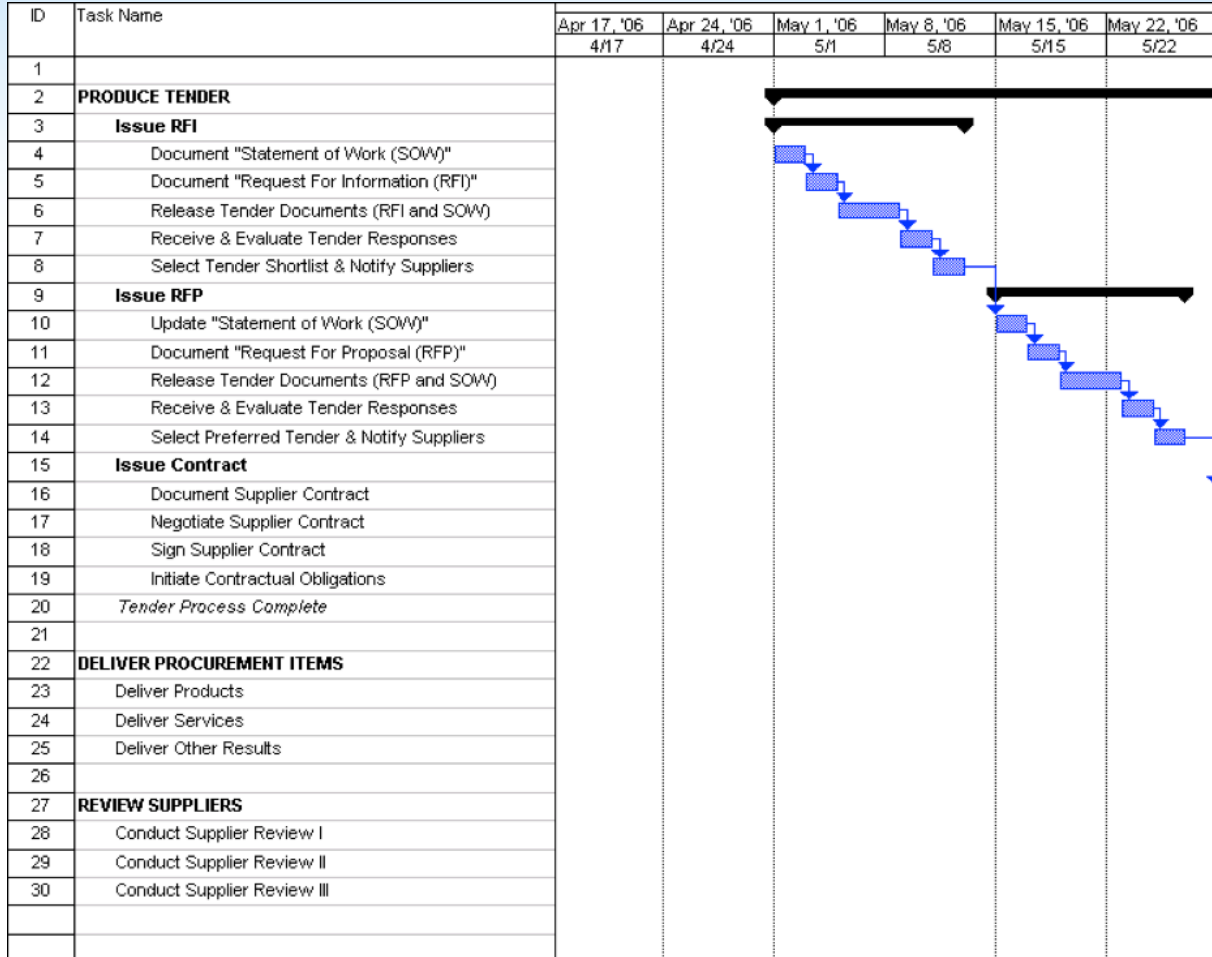 ID Task Name Apr 17, '06 Apr 24, '06 May 1, '06 May 8, '06 May 15, '06 May 22, '06
4/17 4/24 5/1 5/8 5/15 5/22
1
2 PRODUCE TENDER
3 Issue RFI
4 Document "Statement of Work (SOW)"
5 Document "Request For Information (RFI)"
6 Release Tender Documents (RFI and SOW)
7 Receive & Evaluate Tender Responses
8 Select Tender Shortlist & Notify Suppliers
9 Issue RFP
10 Update "Statement of Work (SOW)"
11 Document "Request For Proposal (RFP)"
12 Release Tender Documents (RFP and SOW)
13 Receive & Evaluate Tender Responses
14 Select Preferred Tender & Notify Suppliers
15 Issue Contract
16 Document Supplier Contract
17 Negotiate Supplier Contract
18 Sign Supplier Contract
19 Initiate Contractual Obligations
20 Tender Process Complete
21
22 DELIVER PROCUREMENT ITEMS
23 Deliver Products
24 Deliver Services
25 Deliver Other Results
26
27 REVIEW SUPPLIERS
28 Conduct Supplier Review I
29 Conduct Supplier Review II
30 Conduct Supplier Review III